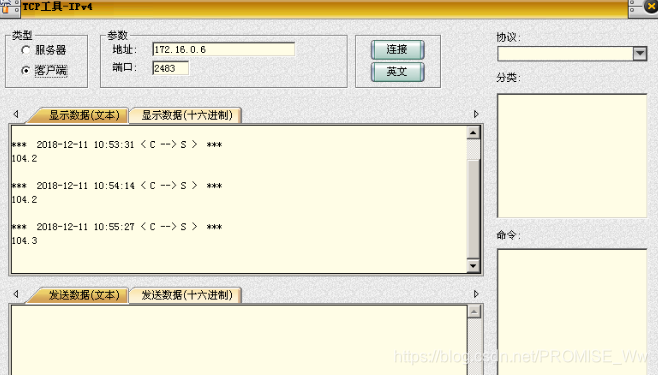 TCP工具-IPv4
类型
服务器
客户端
参数
地址: 172.16.0.6
端口: 2483
连接
英文
协议:
分类:
命令:
显示数据(文本) 显示数据(十六进制)
*** 2018-12-11 10:53:31 < C --> S > ***
104.2
*** 2018-12-11 10:54:14 < C --> S > ***
104.2
*** 2018-12-11 10:55:27 < C --> S > ***
104.3
发送数据(文本) 发送数据(十六进制)
https://blog.csdn.net/PROMISE_Wws